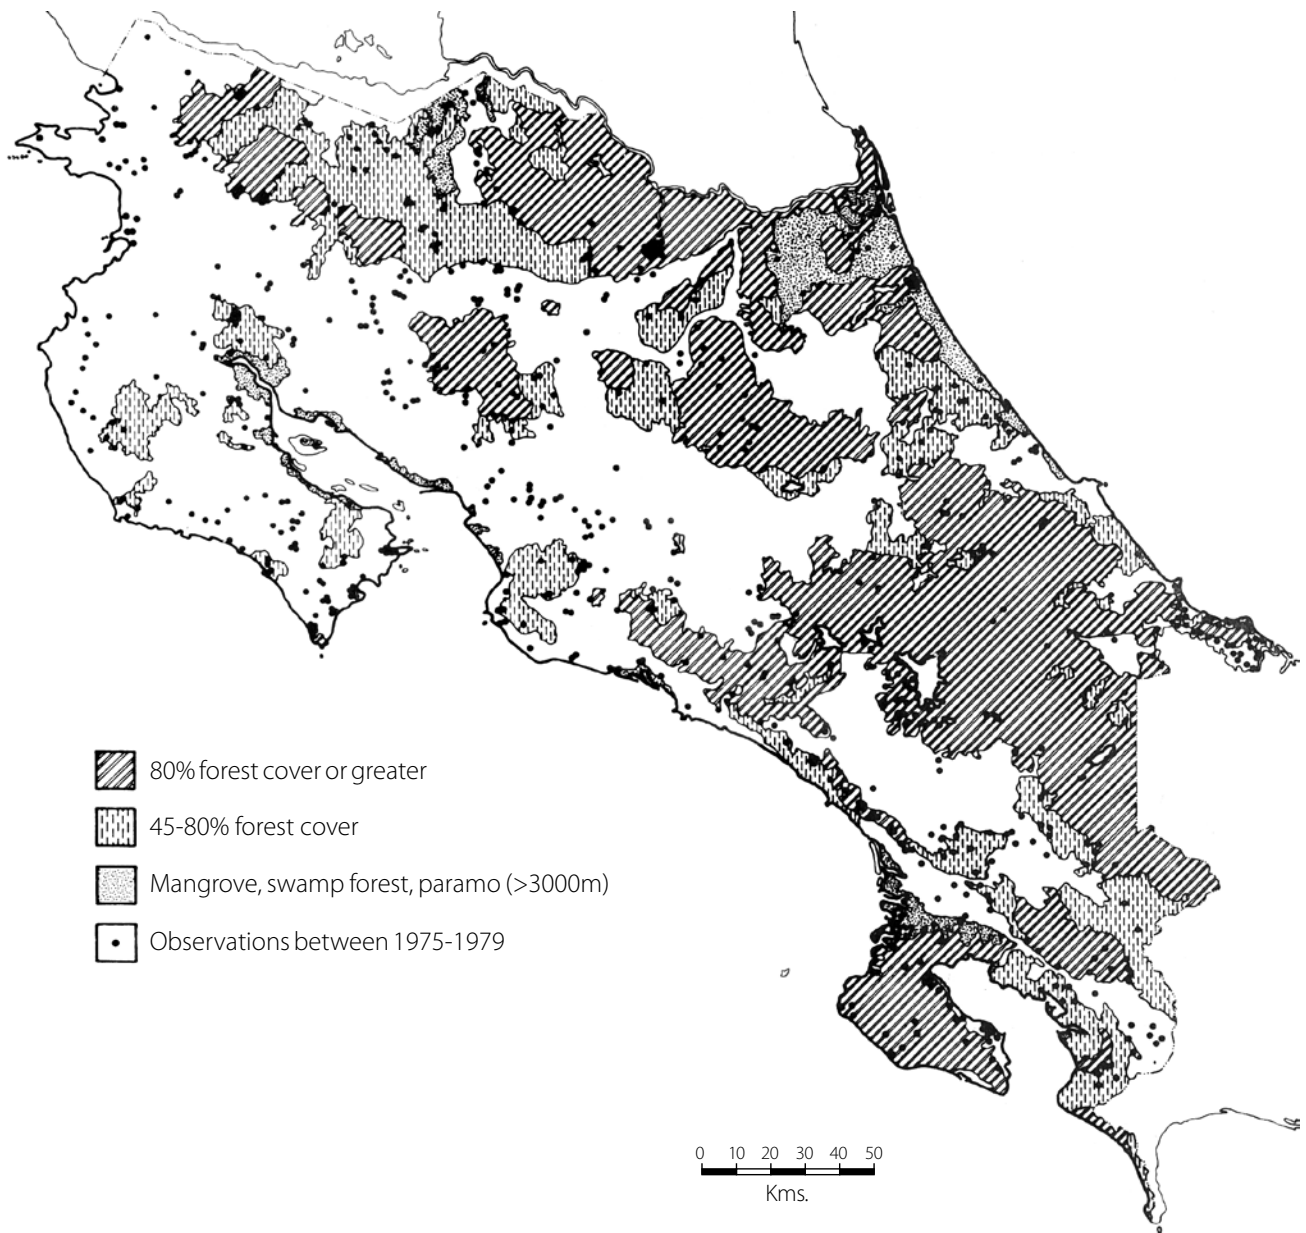 80% forest cover or greater
45-80% forest cover
Mangrove, swamp forest, paramo (>3000m)
Observations between 1975-1979
0 10 20 30 40 50
Kms.